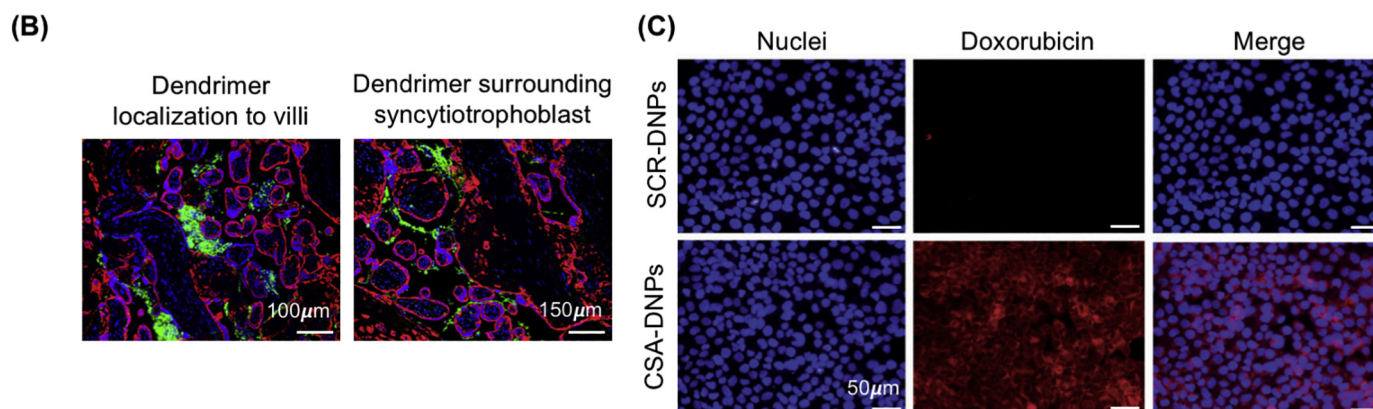 (B)
Dendrimer
localization to villi
Dendrimer surrounding
syncytiotrophoblast
100μm
150μm
(C)
Nuclei
Doxorubicin
Merge
SCR-DNPs
CSA-DNPs
50μm